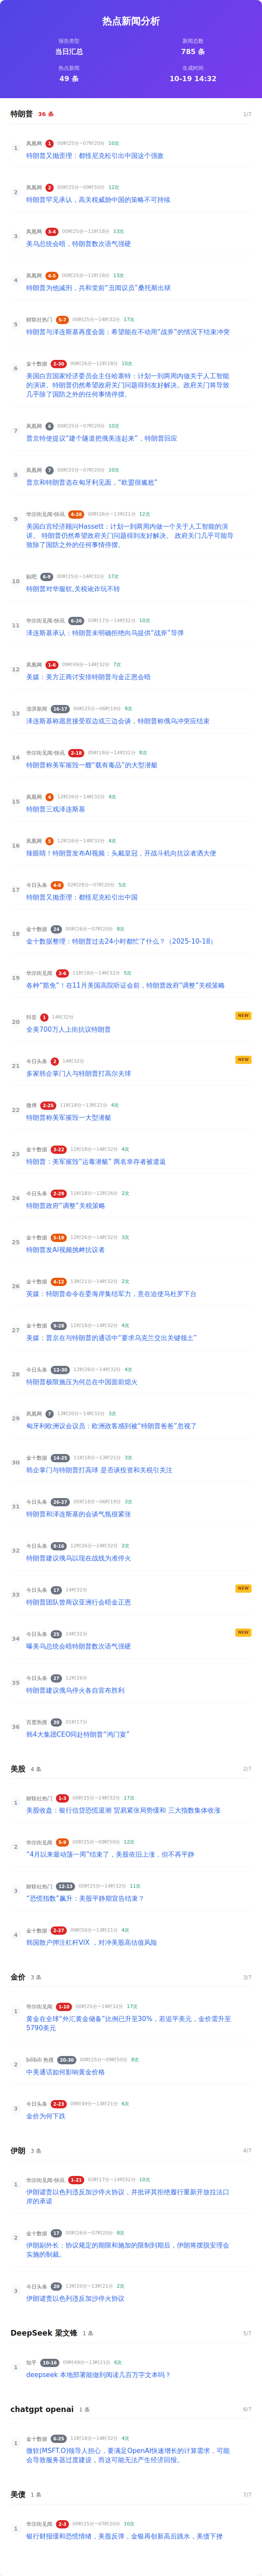 热点新闻分析
报告类型
新闻总数
当日汇总
785 条
热点新闻
生成时间
49 条
10-19 14:32
特朗普 36 条 1/7
1 凤凰网 1 00时25分~07时20分 10次
特朗普又抛歪理：都怪尼克松引出中国这个强敌
2 凤凰网 2 00时25分~09时50分 12次
特朗普罕见承认，高关税威胁中国的策略不可持续
3 凤凰网 3-4 00时25分~11时18分 13次
美乌总统会晤，特朗普数次语气强硬
4 凤凰网 4-5 00时25分~11时18分 13次
特朗普为他减刑，共和党前“丑闻议员”桑托斯出狱
5 财联社热门 5-7 00时25分~14时32分 17次
特朗普与泽连斯基再度会面：希望能在不动用“战斧”的情况下结束冲突
6 金十数据 2-30 00时26分~11时18分 10次
美国白宫国家经济委员会主任哈塞特：计划一到两周内做关于人工智能
的演讲。特朗普仍然希望政府关门问题得到友好解决。政府关门将导致
几乎除了国防之外的任何事情停摆。
7 凤凰网 6 00时25分~07时20分 10次
普京特使提议“建个隧道把俄美连起来”，特朗普回应
8 凤凰网 7 00时25分~07时20分 10次
普京和特朗普选在匈牙利见面，“欧盟很尴尬”
9 华尔街见闻-快讯 4-28 00时26分~13时21分 12次
美国白宫经济顾问Hassett：计划一到两周内做一个关于人工智能的演
讲。 特朗普仍然希望政府关门问题得到友好解决。 政府关门几乎可能导
致除了国防之外的任何事情停摆。
10 贴吧 6-9 00时25分~14时32分 17次
特朗普对华服软,关税讹诈玩不转
11 华尔街见闻-快讯 6-26 03时17分~14时32分 10次
泽连斯基承认：特朗普未明确拒绝向乌提供“战斧”导弹
12 凤凰网 1-6 09时49分~14时32分 7次
美媒：美方正商讨安排特朗普与金正恩会晤
13 澎湃新闻 16-17 00时25分~06时19分 9次
泽连斯基称愿意接受双边或三边会谈，特朗普称俄乌冲突应结束
14 华尔街见闻-快讯 2-18 05时18分~14时32分 8次
特朗普称美军摧毁一艘“载有毒品”的大型潜艇
15 凤凰网 4 12时26分~14时32分 4次
特朗普三戏泽连斯基
16 凤凰网 5 12时26分~14时32分 4次
辣眼睛！特朗普发布AI视频：头戴皇冠，开战斗机向抗议者洒大便
17 今日头条 4-8 02时28分~07时20分 5次
特朗普又抛歪理：都怪尼克松引出中国
18 金十数据 24 00时26分~07时20分 8次
金十数据整理：特朗普过去24小时都忙了什么？（2025-10-18）
19 华尔街见闻 2-6 11时18分~14时32分 5次
各种“豁免”！在11月美国高院听证会前，特朗普政府“调整”关税策略
20 抖音 1 14时32分 NEW
全美700万人上街抗议特朗普
21 今日头条 2 14时32分 NEW
多家韩企掌门人与特朗普打高尔夫球
22 微博 2-25 11时18分~13时21分 4次
特朗普称美军摧毁一大型潜艇
23 金十数据 3-22 11时18分~14时32分 4次
特朗普：美军摧毁“运毒潜艇” 两名幸存者被遣返
24 今日头条 2-29 11时18分~12时26分 2次
特朗普政府“调整”关税策略
25 金十数据 5-19 12时26分~14时32分 3次
特朗普发AI视频挑衅抗议者
26 金十数据 4-12 13时21分~14时32分 2次
英媒：特朗普命令在委海岸集结军力，意在迫使马杜罗下台
27 金十数据 9-28 11时18分~14时32分 4次
美媒：普京在与特朗普的通话中“要求乌克兰交出关键领土”
28 今日头条 12-30 12时26分~14时32分 4次
特朗普极限施压为何总在中国面前熄火
29 凤凰网 7 13时20分~14时32分 3次
匈牙利欧洲议会议员：欧洲政客感到被“特朗普爸爸”忽视了
30 金十数据 14-25 11时18分~13时21分 3次
韩企掌门与特朗普打高球 是否谈投资和关税引关注
31 今日头条 26-27 05时18分~06时19分 3次
特朗普和泽连斯基的会谈气氛很紧张
32 今日头条 8-16 12时26分~14时32分 2次
特朗普建议俄乌以现在战线为准停火
33 今日头条 17 14时32分 NEW
特朗普团队曾商议亚洲行会晤金正恩
34 今日头条 25 14时32分 NEW
曝美乌总统会晤特朗普数次语气强硬
35 今日头条 27 12时26分
特朗普建议俄乌停火各自宣布胜利
36 百度热搜 30 01时17分
韩4大集团CEO同赴特朗普“鸿门宴”
美股 4 条 2/7
1 财联社热门 1-3 00时25分~14时32分 17次
美股收盘：银行信贷恐慌退潮 贸易紧张局势缓和 三大指数集体收涨
2 华尔街见闻 5-9 00时25分~09时50分 12次
“4月以来最动荡一周”结束了，美股依旧上涨，但不再平静
3 财联社热门 12-13 00时25分~14时32分 11次
“恐慌指数”飙升：美股平静期宣告结束？
4 金十数据 2-27 09时50分~13时21分 4次
韩国散户押注杠杆VIX ，对冲美股高估值风险
金价 3 条 3/7
1 华尔街见闻 1-10 00时25分~14时32分 17次
黄金在全球“外汇黄金储备”比例已升至30%，若追平美元，金价需升至
5790美元
2 bilibili 热搜 20-30 00时25分~09时50分 9次
中美通话如何影响黄金价格
3 今日头条 2-23 09时49分~13时21分 6次
金价为何下跌
伊朗 3 条 4/7
1 华尔街见闻-快讯 1-21 03时17分~14时32分 10次
伊朗谴责以色列违反加沙停火协议，并批评其拒绝履行重新开放拉法口
岸的承诺
2 金十数据 17 00时26分~07时20分 8次
伊朗副外长：协议规定的期限和施加的限制到期后，伊朗将摆脱安理会
实施的制裁。
3 今日头条 20 13时20分~13时21分 2次
伊朗谴责以色列违反加沙停火协议
DeepSeek 梁文锋 1 条 5/7
1 知乎 10-16 09时49分~13时21分 6次
deepseek 本地部署能做到阅读几百万字文本吗？
chatgpt openai 1 条 6/7
1 金十数据 6-25 11时18分~14时32分 4次
微软(MSFT.O)领导人担心，要满足OpenAI快速增长的计算需求，可能
会导致服务器过度建设，而这可能无法产生经济回报。
美债 1 条 7/7
1 华尔街见闻 2-3 00时25分~07时20分 10次
银行财报缓和恐慌情绪，美股反弹，金银再创新高后跳水，美债下挫